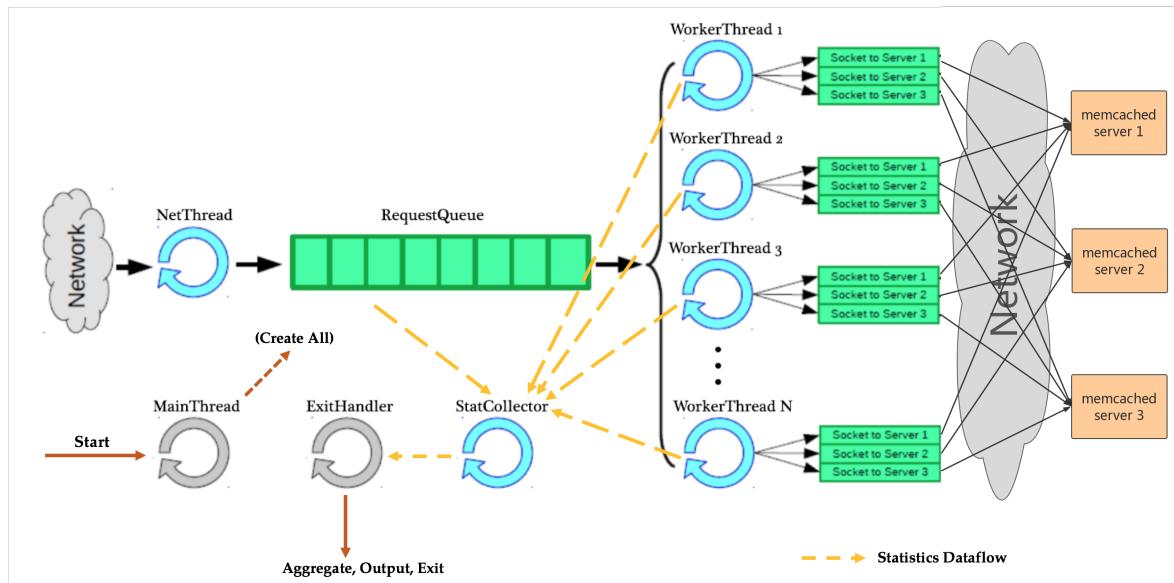 WorkerThread 1
Socket to Server 1
Socket to Server 2
Socket to Server 3
memcached
server 1
WorkerThread 2
Socket to Server 1
Socket to Server 2
Socket to Server 3
Network
NetThread
RequestQueue
WorkerThread 3
Socket to Server 1
Socket to Server 2
Socket to Server 3
Network
memcached
server 2
(Create All)
MainThread
ExitHandler
StatCollector
WorkerThread N
Socket to Server 1
Socket to Server 2
Socket to Server 3
memcached
server 3
Start
Aggregate, Output, Exit
Statistics Dataflow